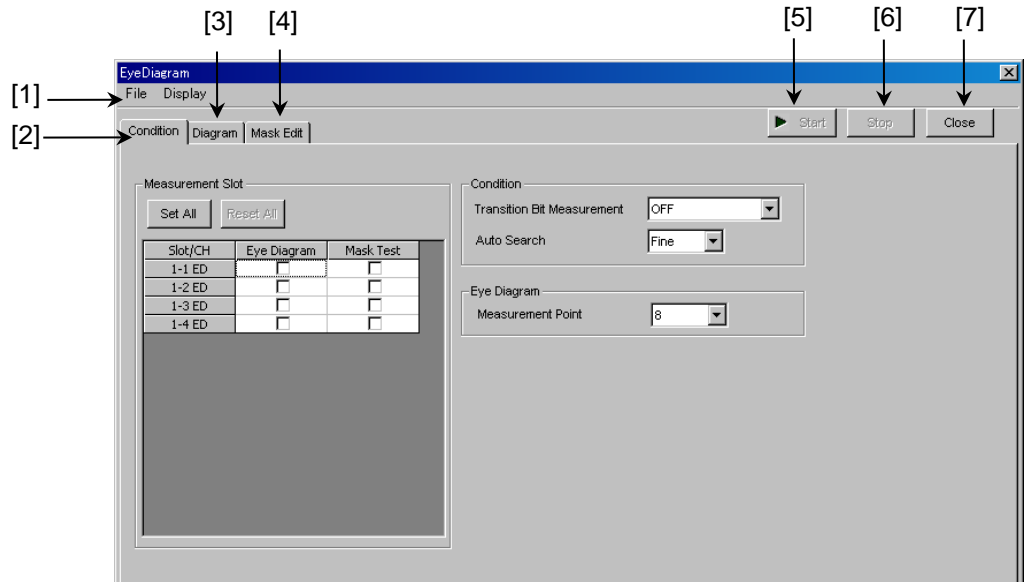 [3] [4] [5] [6] [7]
EyeDiagram
[1] File Display
[2] Condition Diagram Mask Edit Start Stop Close
Measurement Slot
Set All Reset All
Slot/CH Eye Diagram Mask Test
1-1 ED
1-2 ED
1-3 ED
1-4 ED
Condition
Transition Bit Measurement OFF
Auto Search Fine
Eye Diagram
Measurement Point 8